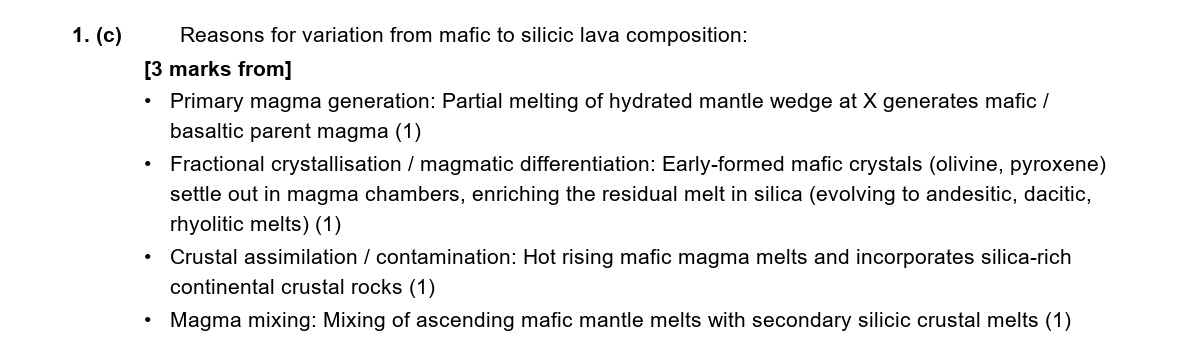 1. (c) Reasons for variation from mafic to silicic lava composition:
[3 marks from]
• Primary magma generation: Partial melting of hydrated mantle wedge at X generates mafic /
basaltic parent magma (1)
• Fractional crystallisation / magmatic differentiation: Early-formed mafic crystals (olivine, pyroxene)
settle out in magma chambers, enriching the residual melt in silica (evolving to andesitic, dacitic,
rhyolitic melts) (1)
• Crustal assimilation / contamination: Hot rising mafic magma melts and incorporates silica-rich
continental crustal rocks (1)
• Magma mixing: Mixing of ascending mafic mantle melts with secondary silicic crustal melts (1)